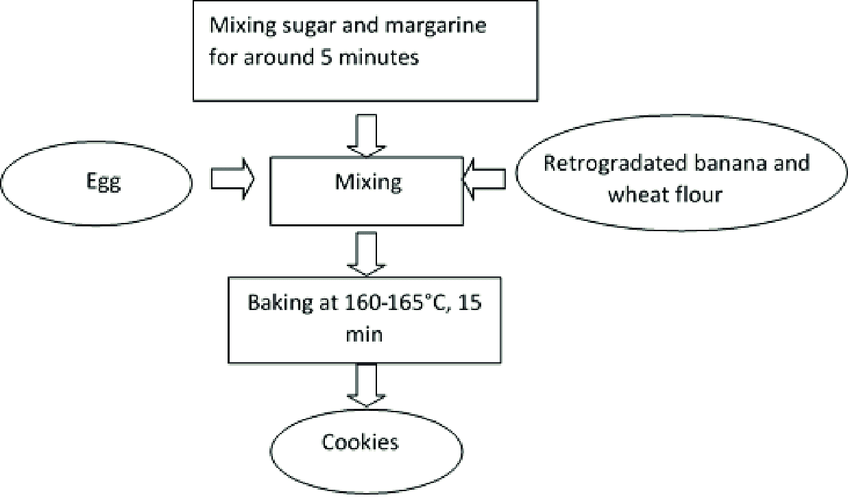 Mixing sugar and margarine
for around 5 minutes
Egg
Mixing
Retrogradated banana and
wheat flour
Baking at 160-165°C, 15
min
Cookies